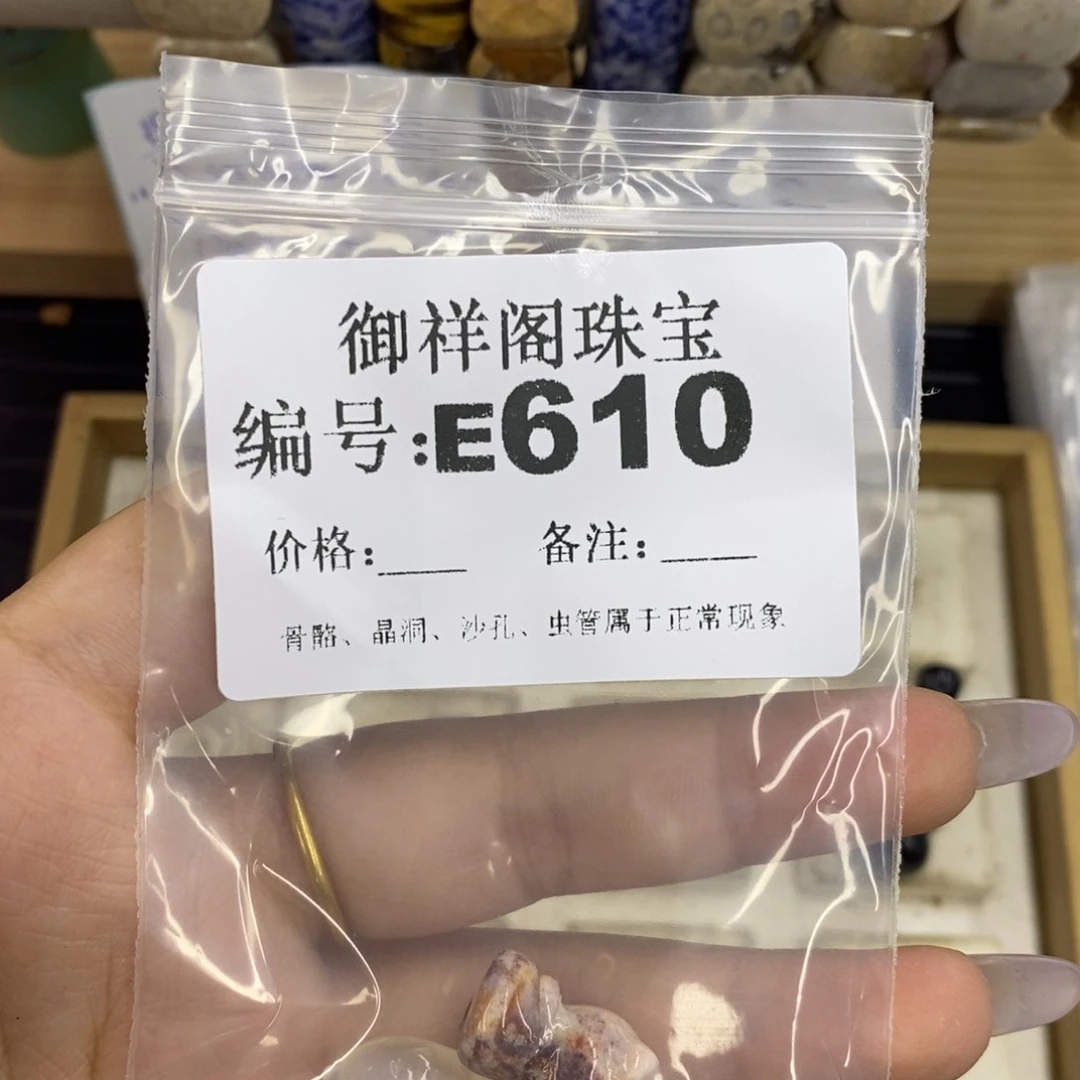 御祥阁珠宝
编号:E610
价格:____ 备注:____
骨骼、晶洞、沙孔、虫管属于正常现象